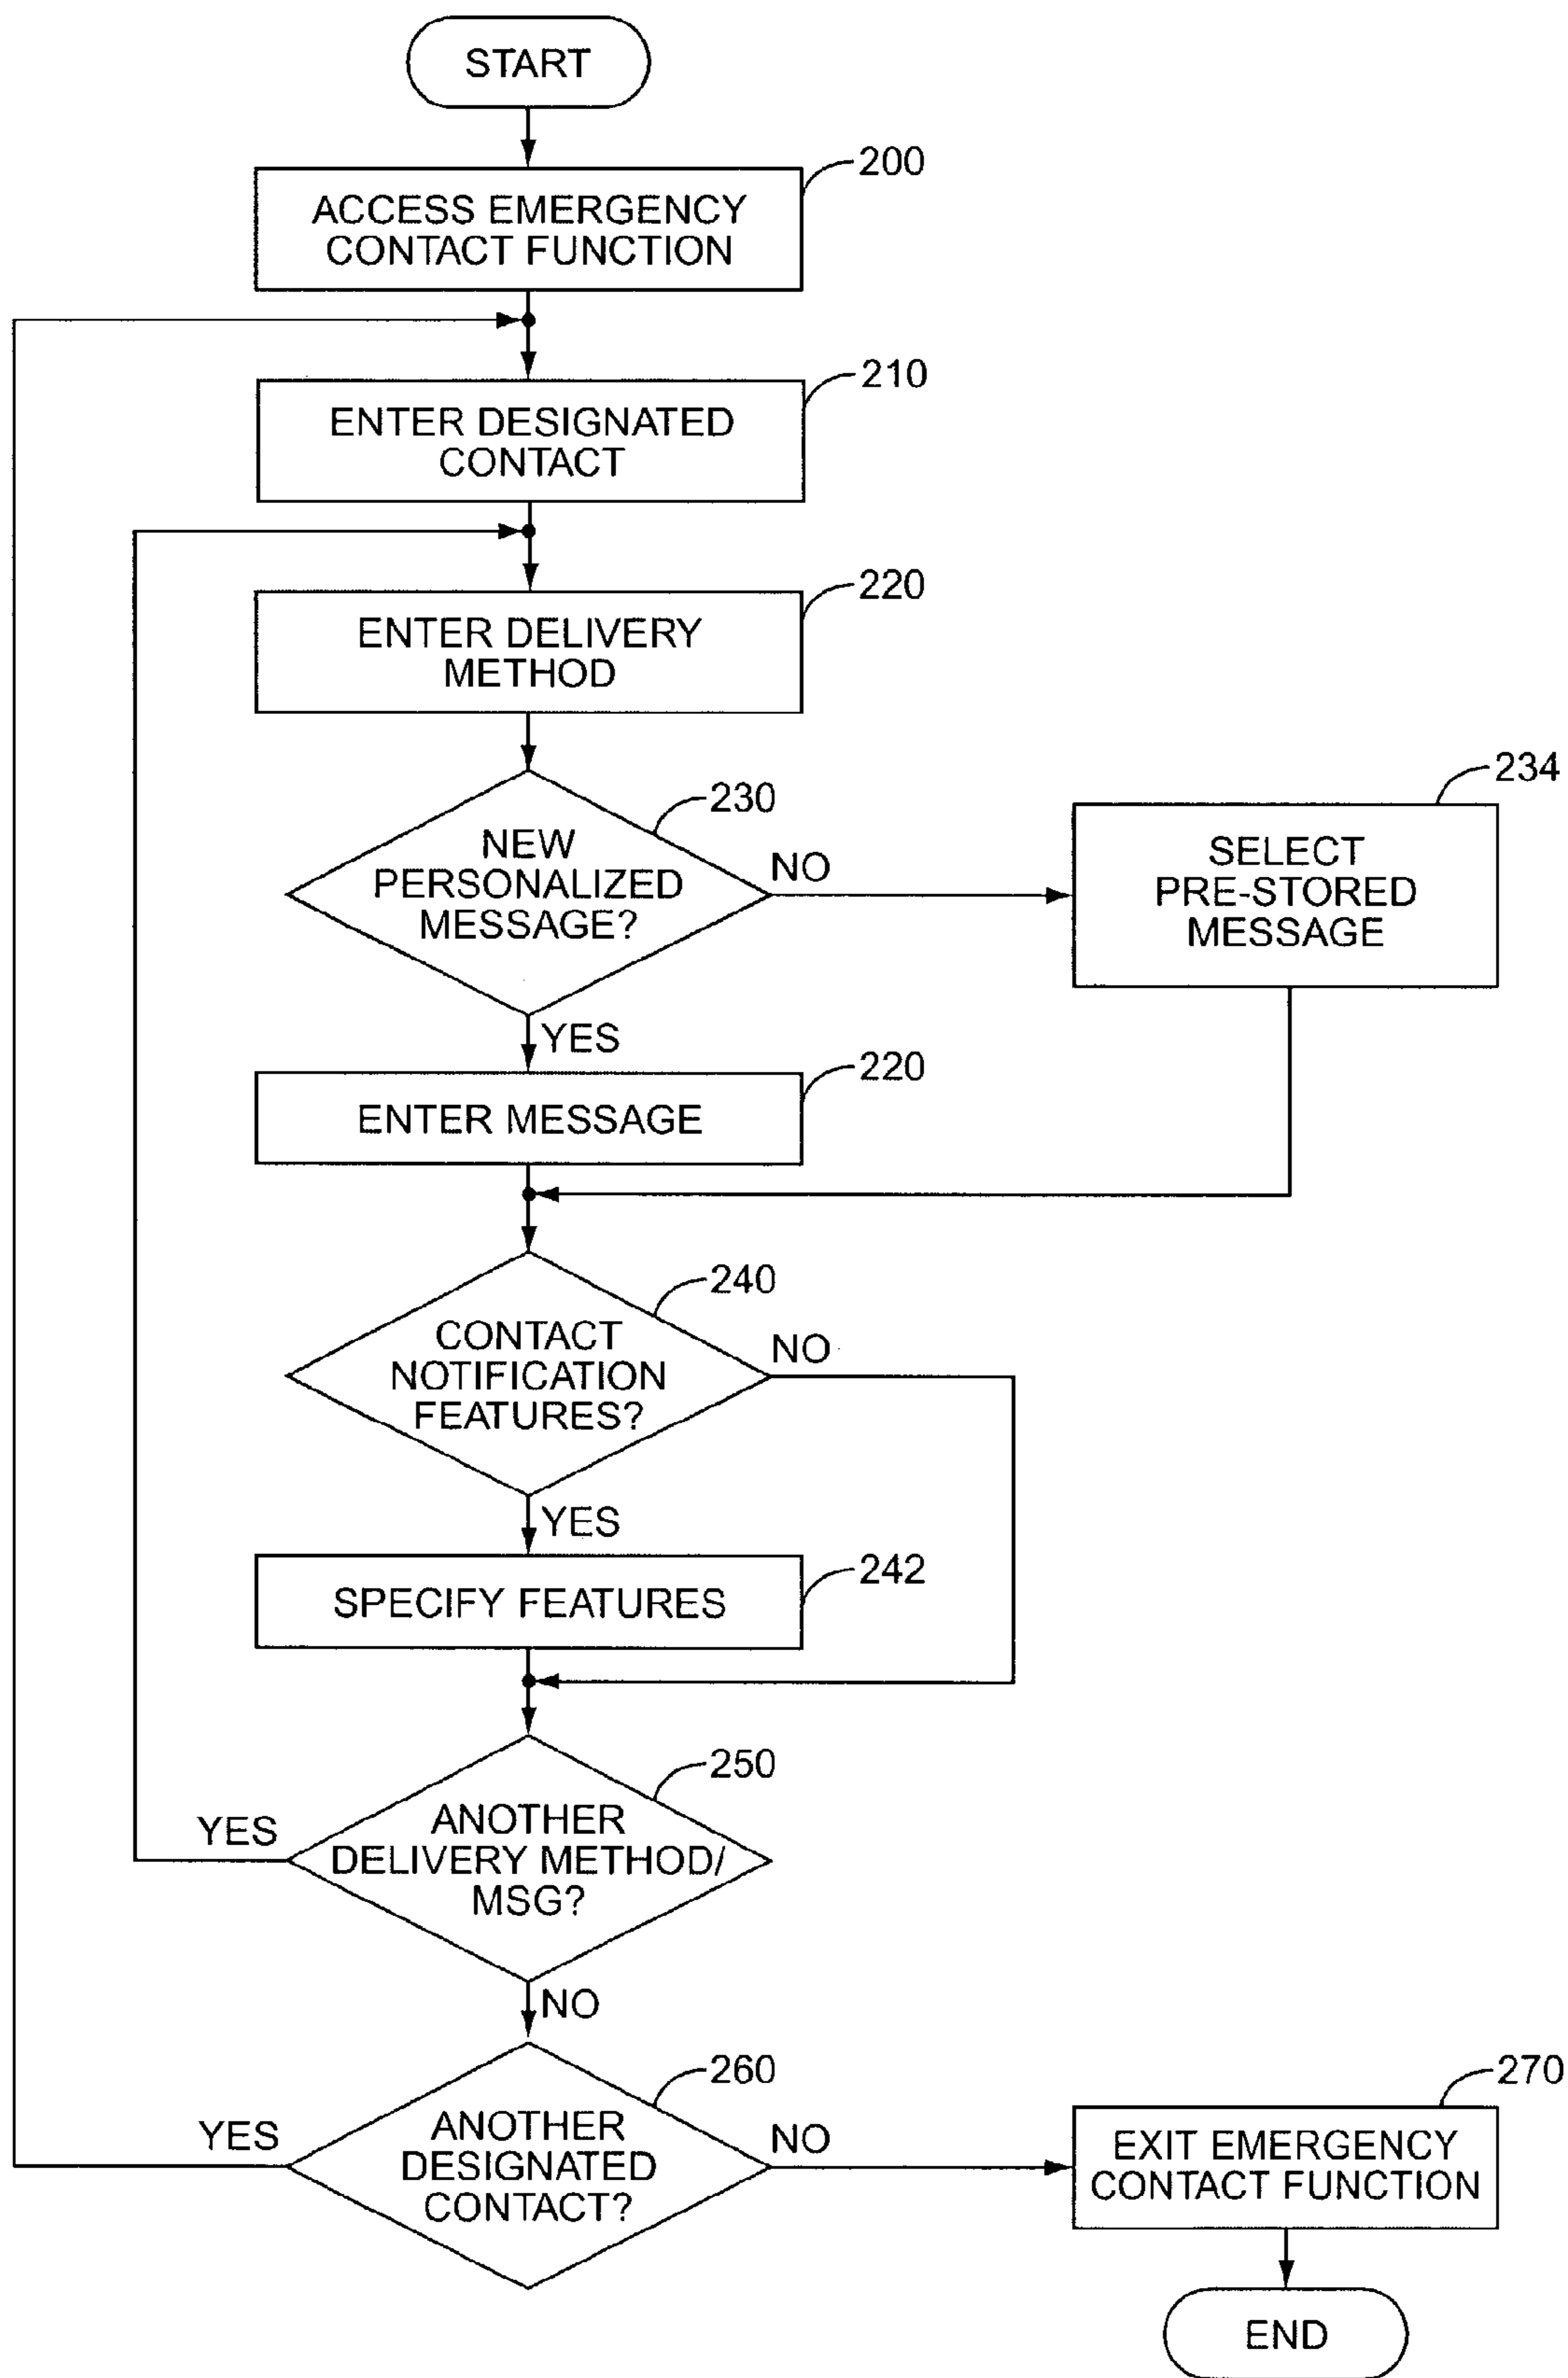 START
200
ACCESS EMERGENCY
CONTACT FUNCTION
210
ENTER DESIGNATED
CONTACT
220
ENTER DELIVERY
METHOD
230
NEW
PERSONALIZED
MESSAGE?
NO
234
SELECT
PRE-STORED
MESSAGE
YES
220
ENTER MESSAGE
240
CONTACT
NOTIFICATION
FEATURES?
NO
YES
242
SPECIFY FEATURES
250
ANOTHER
DELIVERY METHOD/
MSG?
YES
NO
260
ANOTHER
DESIGNATED
CONTACT?
YES
NO
270
EXIT EMERGENCY
CONTACT FUNCTION
END